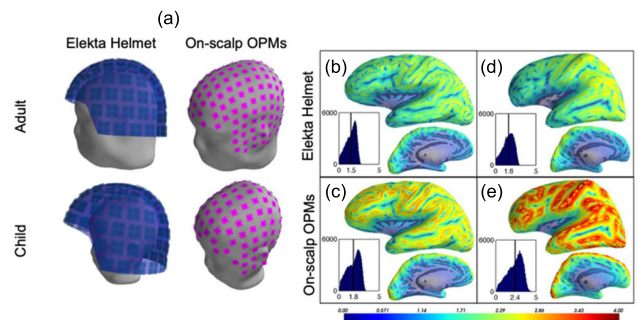 (a)
Elekta Helmet
On-scalp OPMs
Adult
Child
Elekta Helmet
On-scalp OPMs
(b)
6000
0
1.5
5
(d)
6000
0
1.6
5
(c)
6000
0
1.8
5
(e)
6000
0
2.4
5
0.00 0.571 1.14 1.71 2.29 2.86 3.43 4.00